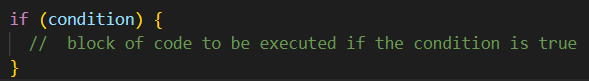 if (condition) {
  //  block of code to be executed if the condition is true
}